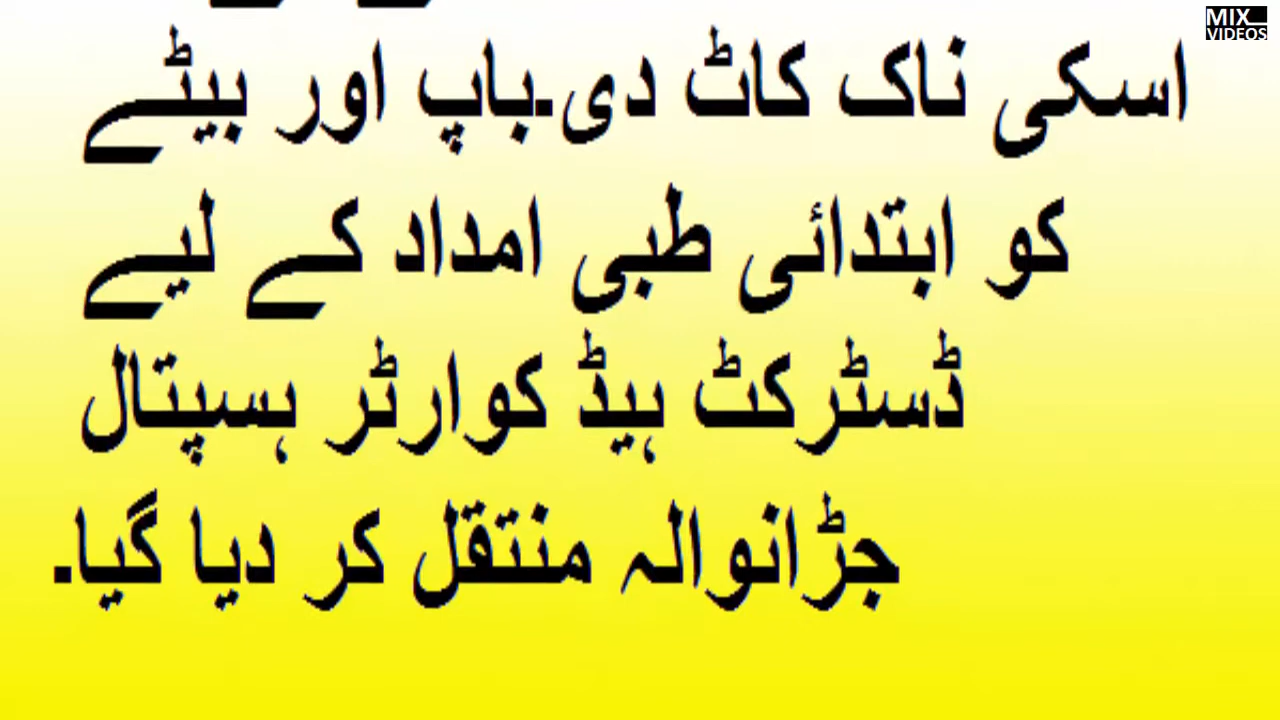 MIX
VIDEOS
اسکی ناک کاٹ دی۔باپ اور بیٹے
کو ابتدائی طبی امداد کے لیے
ڈسٹرکٹ ہیڈ کوارٹر ہسپتال
جڑانوالہ منتقل کر دیا گیا.